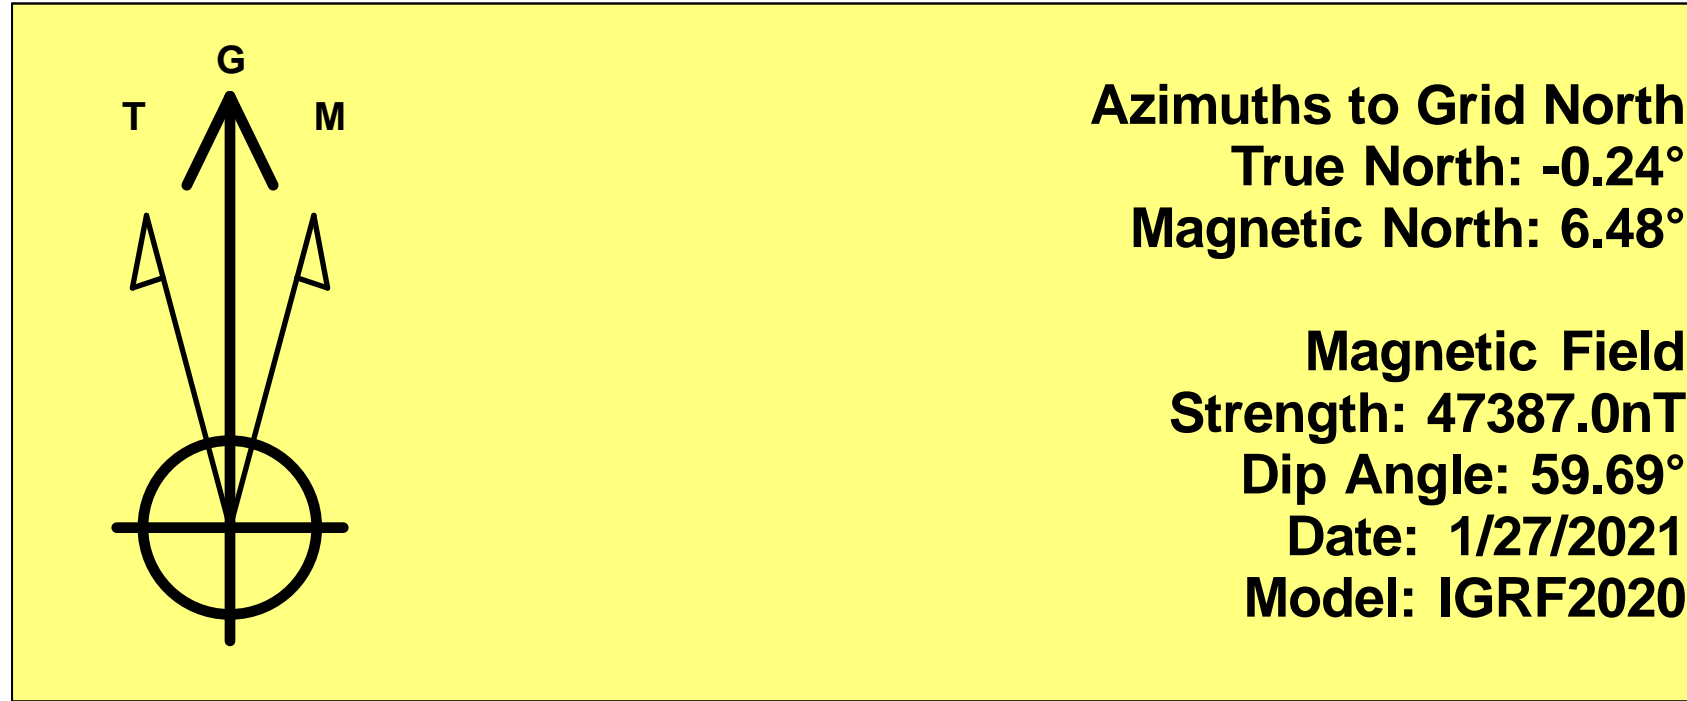 G
T M
Azimuths to Grid North
True North: -0.24°
Magnetic North: 6.48°
Magnetic Field
Strength: 47387.0nT
Dip Angle: 59.69°
Date: 1/27/2021
Model: IGRF2020